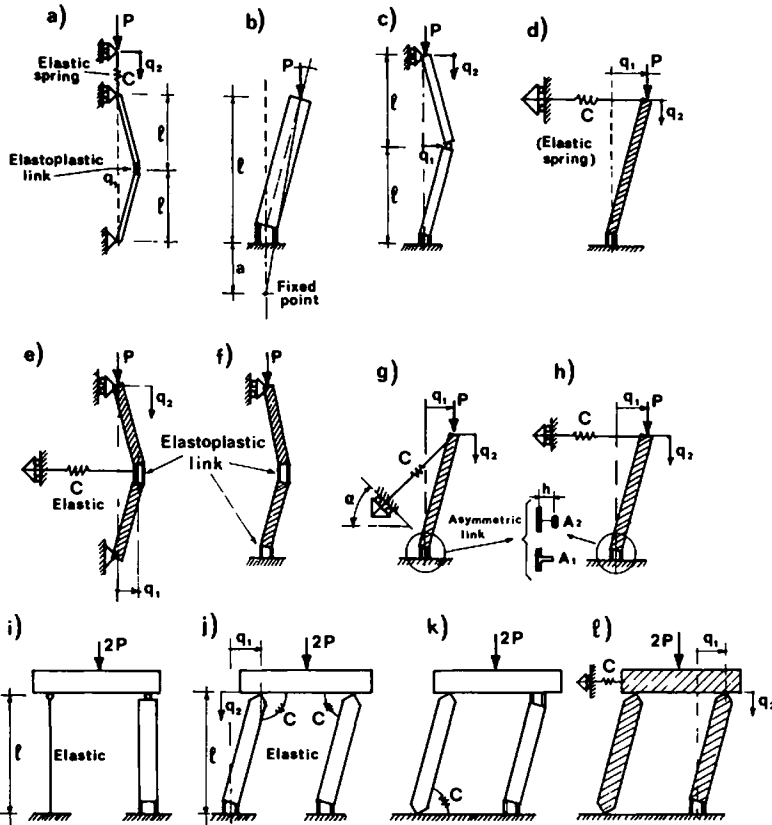 a)
P
Elastic
spring
C
q₂
ℓ
Elastoplastic
link
q₁
ℓ
b)
P
ℓ
a
Fixed
point
c)
P
q₂
ℓ
q₁
ℓ
d)
q₁
P
C
q₂
(Elastic
spring)
e)
P
q₂
C
Elastic
q₁
f)
P
Elastoplastic
link
g)
q₁
P
C
q₂
α
Asymmetric
link
h
A₂
A₁
h)
q₁
P
C
q₂
i)
2P
ℓ
Elastic
j)
q₁
2P
q₂
C
C
ℓ
Elastic
k)
2P
C
ℓ)
2P
q₁
C
q₂